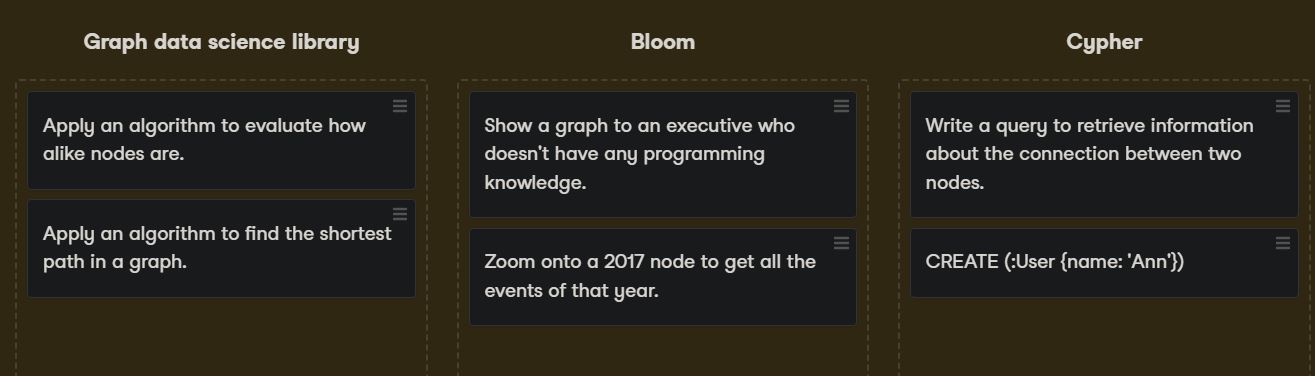 Graph data science library
Apply an algorithm to evaluate how
alike nodes are.
Apply an algorithm to find the shortest
path in a graph.
Bloom
Show a graph to an executive who
doesn't have any programming
knowledge.
Zoom onto a 2017 node to get all the
events of that year.
Cypher
Write a query to retrieve information
about the connection between two
nodes.
CREATE (:User {name: 'Ann'})